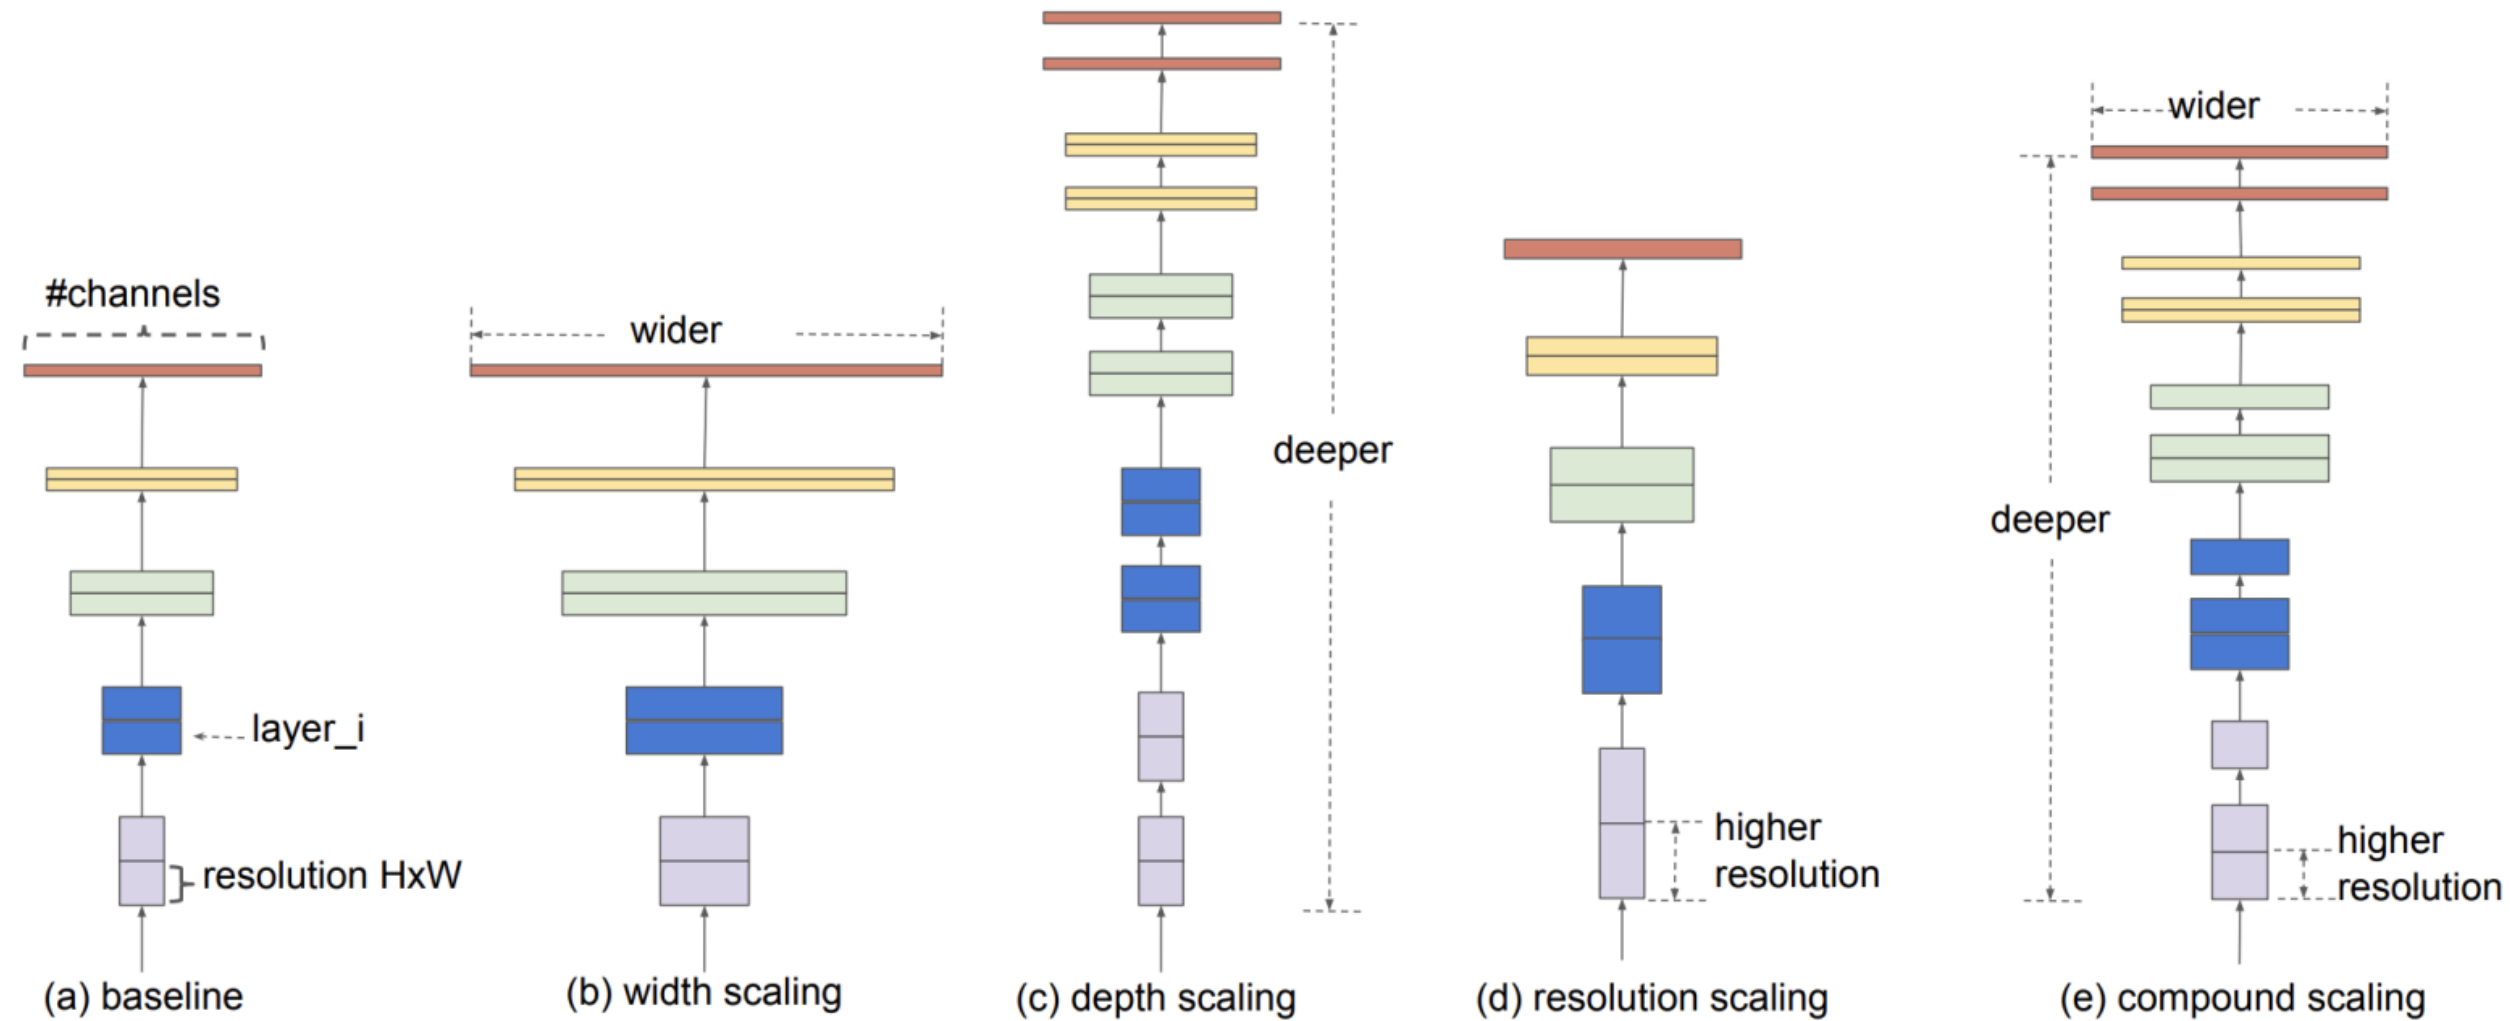 #channels
layer_i
resolution HxW
(a) baseline
wider
(b) width scaling
deeper
(c) depth scaling
higher
resolution
(d) resolution scaling
wider
deeper
higher
resolution
(e) compound scaling